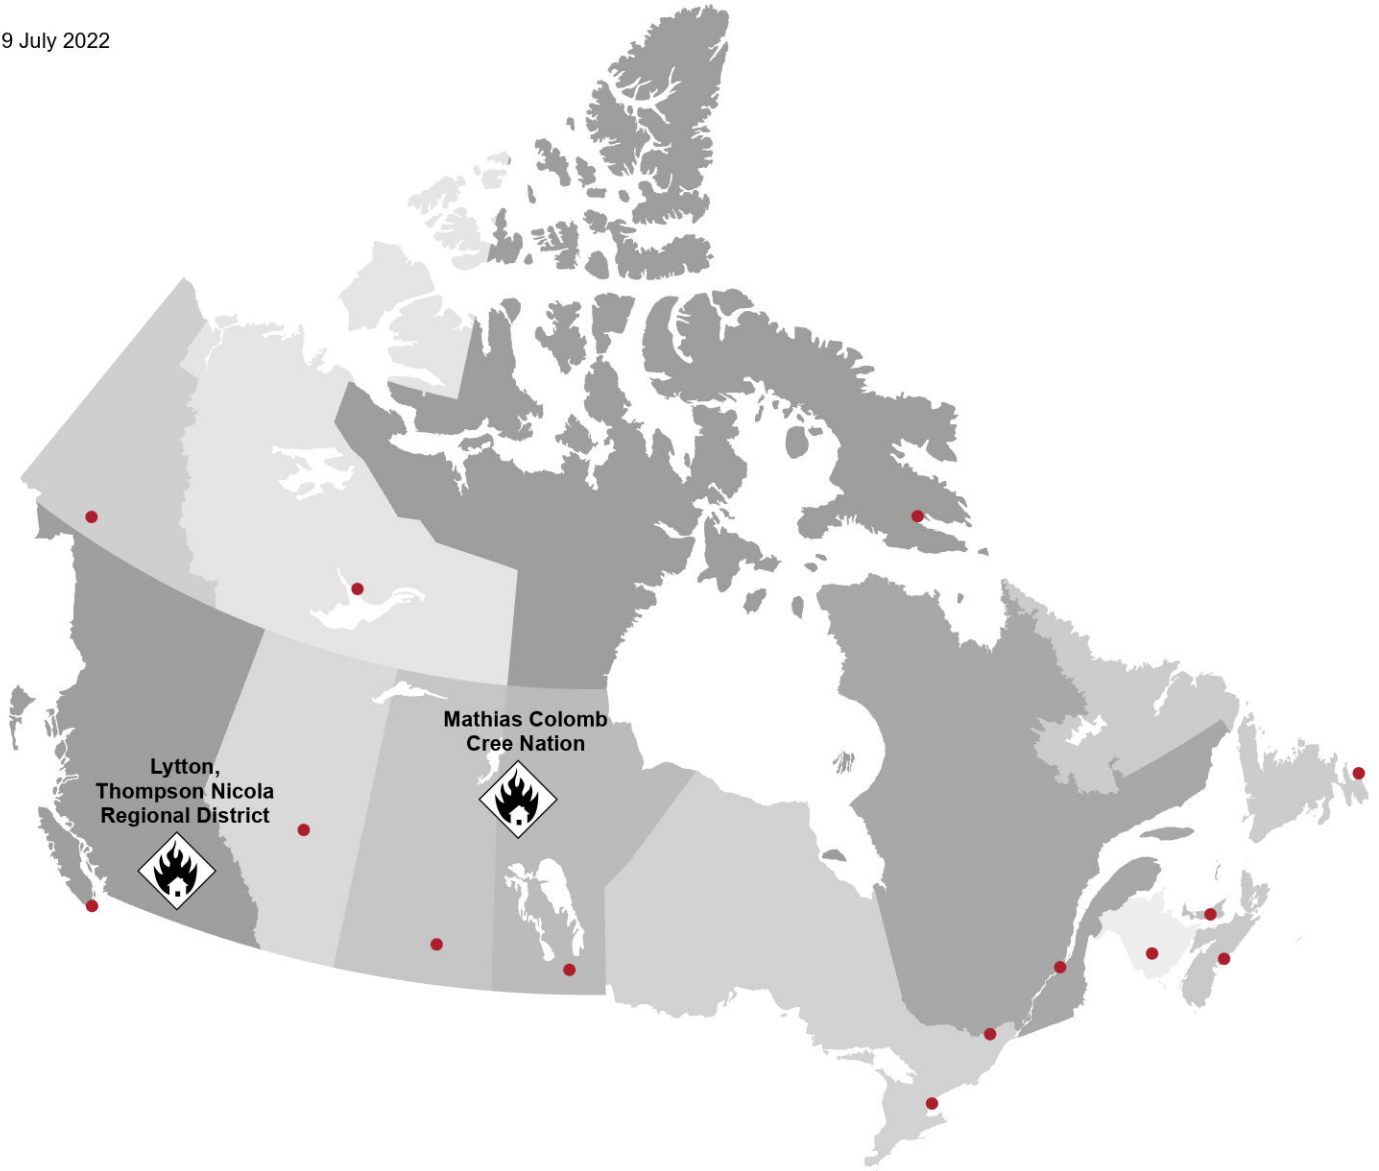 9 July 2022
Mathias Colomb
Cree Nation
Lytton,
Thompson Nicola
Regional District